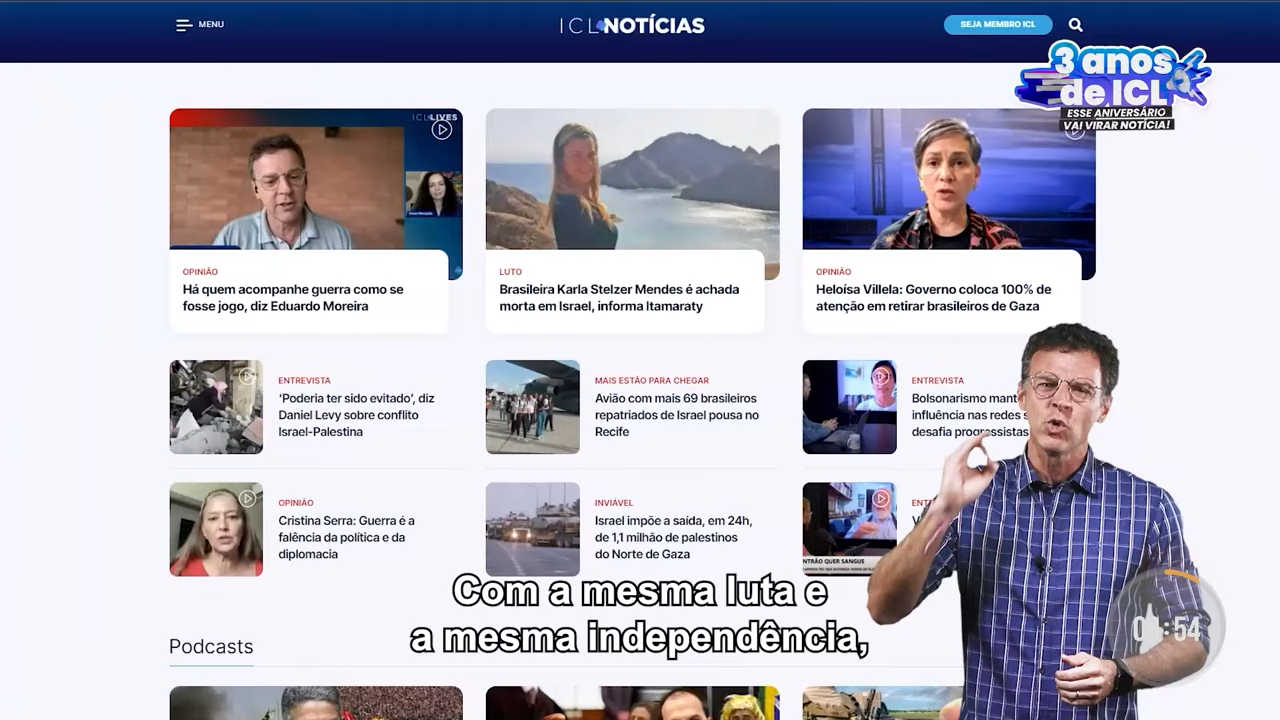 MENU
ICL NOTÍCIAS
SEJA MEMBRO ICL
3 anos
de ICL
ESSE ANIVERSÁRIO
VAI VIRAR NOTÍCIA!
ICL LIVES
OPINIÃO
Há quem acompanhe guerra como se
fosse jogo, diz Eduardo Moreira
LUTO
Brasileira Karla Stelzer Mendes é achada
morta em Israel, informa Itamaraty
OPINIÃO
Heloísa Villela: Governo coloca 100% de
atenção em retirar brasileiros de Gaza
ENTREVISTA
‘Poderia ter sido evitado’, diz
Daniel Levy sobre conflito
Israel-Palestina
MAIS ESTÃO PARA CHEGAR
Avião com mais 69 brasileiros
repatriados de Israel pousa no
Recife
ENTREVISTA
Bolsonarismo mant
influência nas redes s
desafia progressistas
OPINIÃO
Cristina Serra: Guerra é a
falência da política e da
diplomacia
INVIÁVEL
Israel impõe a saída, em 24h,
de 1,1 milhão de palestinos
do Norte de Gaza
ENT
NTRÃO QUER SANGUE
Com a mesma luta e
a mesma independência,
:54
Podcasts